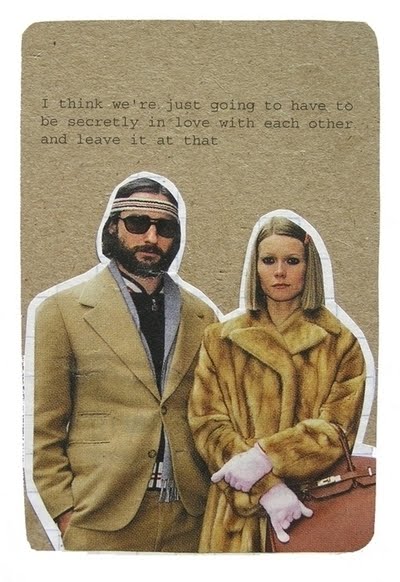 I think we're just going to have to
be secretly in love with each other
and leave it at that